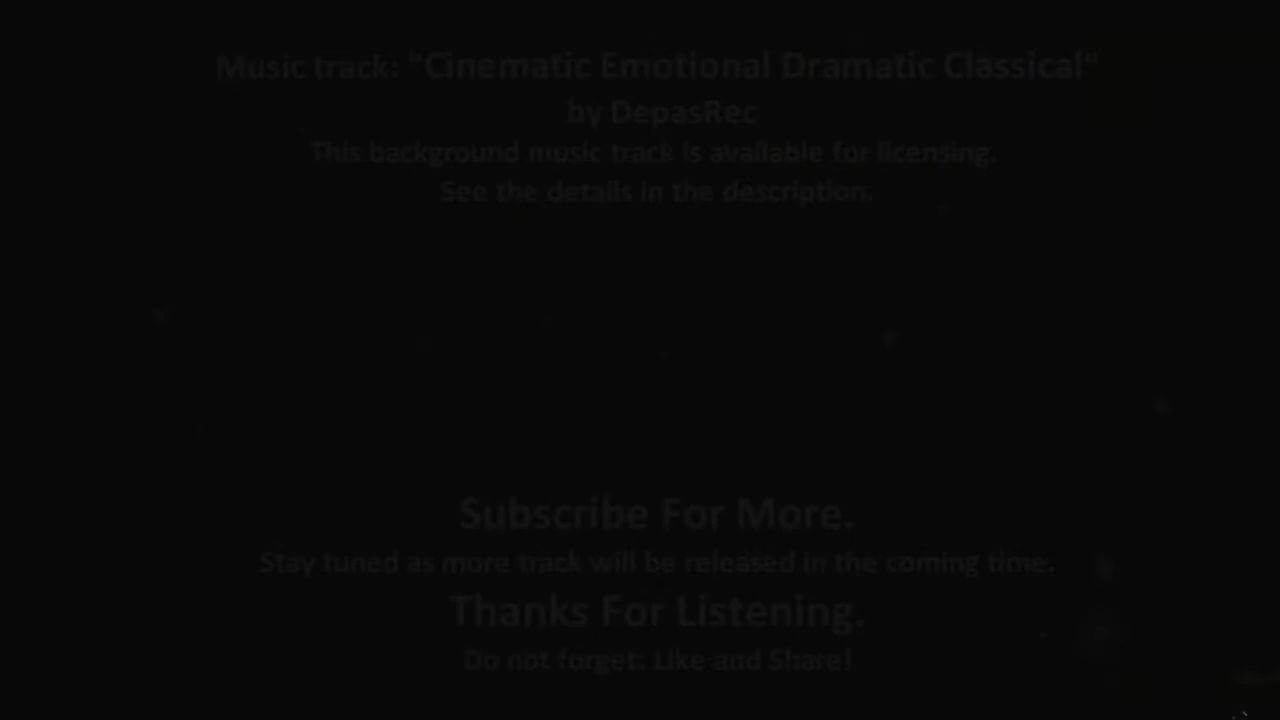 Music track: "Cinematic Emotional Dramatic Classical"
by DepasRec
This background music track is available for licensing.
See the details in the description.
Subscribe For More.
Stay tuned as more track will be released in the coming time.
Thanks For Listening.
Do not forget: Like and Share!